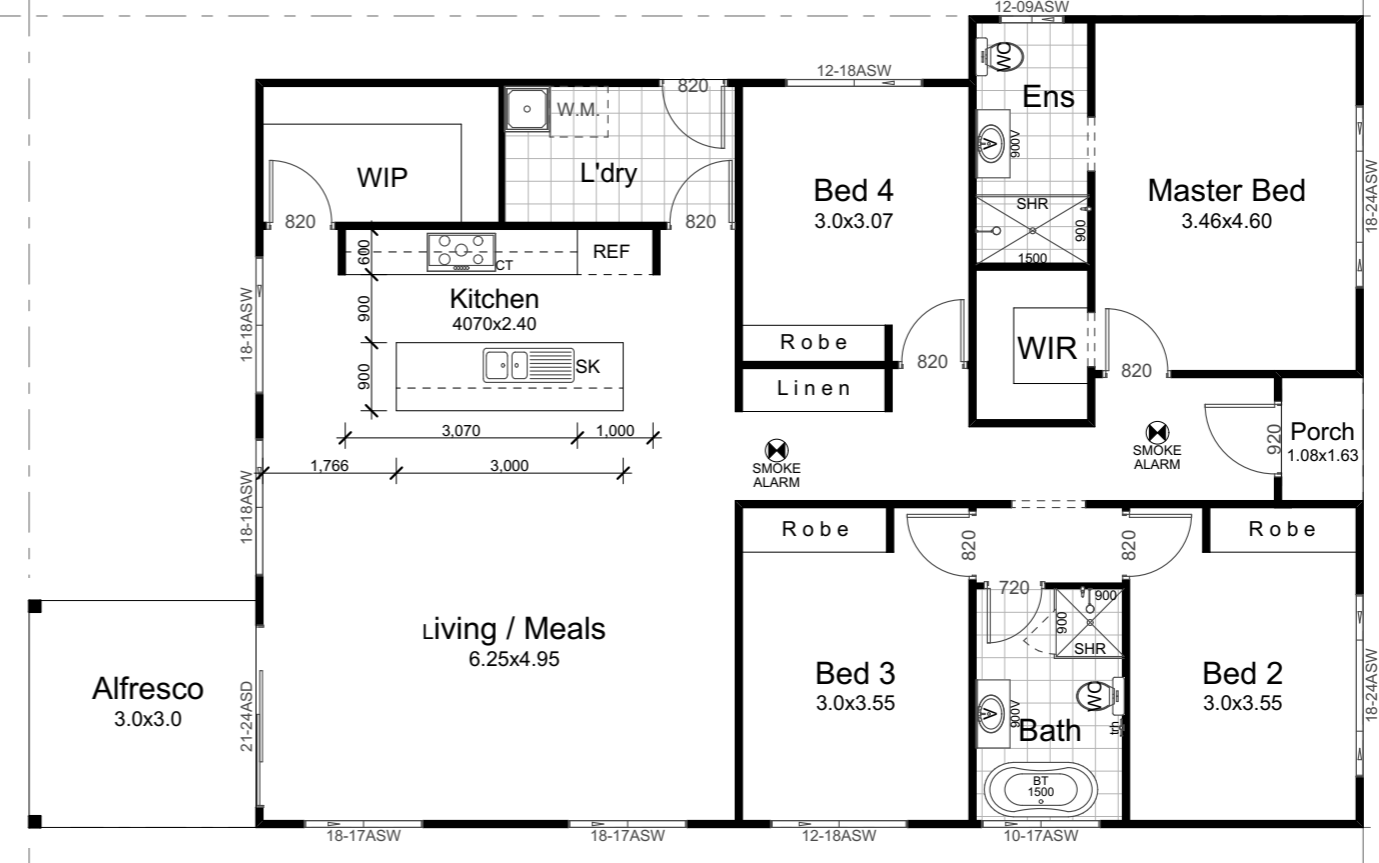 12-09ASW
WC
Ens
V
900V
SHR
900
1500
WIR
Master Bed
3.46x4.60
18-24ASW
820
12-18ASW
Bed 4
3.0x3.07
Robe
820
Linen
820
W.M.
L'dry
820
WIP
820
600
CT
REF
18-18ASW
900
Kitchen
4070x2.40
900
SK
3,070
1,000
1,766
3,000
18-18ASW
SMOKE
ALARM
SMOKE
ALARM
920
Porch
1.08x1.63
Robe
820
820
Robe
720
900
900
SHR
Living / Meals
6.25x4.95
Alfresco
3.0x3.0
21-24ASD
Bed 3
3.0x3.55
V
900V
WC
trh
Bath
BT
1500
Bed 2
3.0x3.55
18-24ASW
18-17ASW
18-17ASW
12-18ASW
10-17ASW